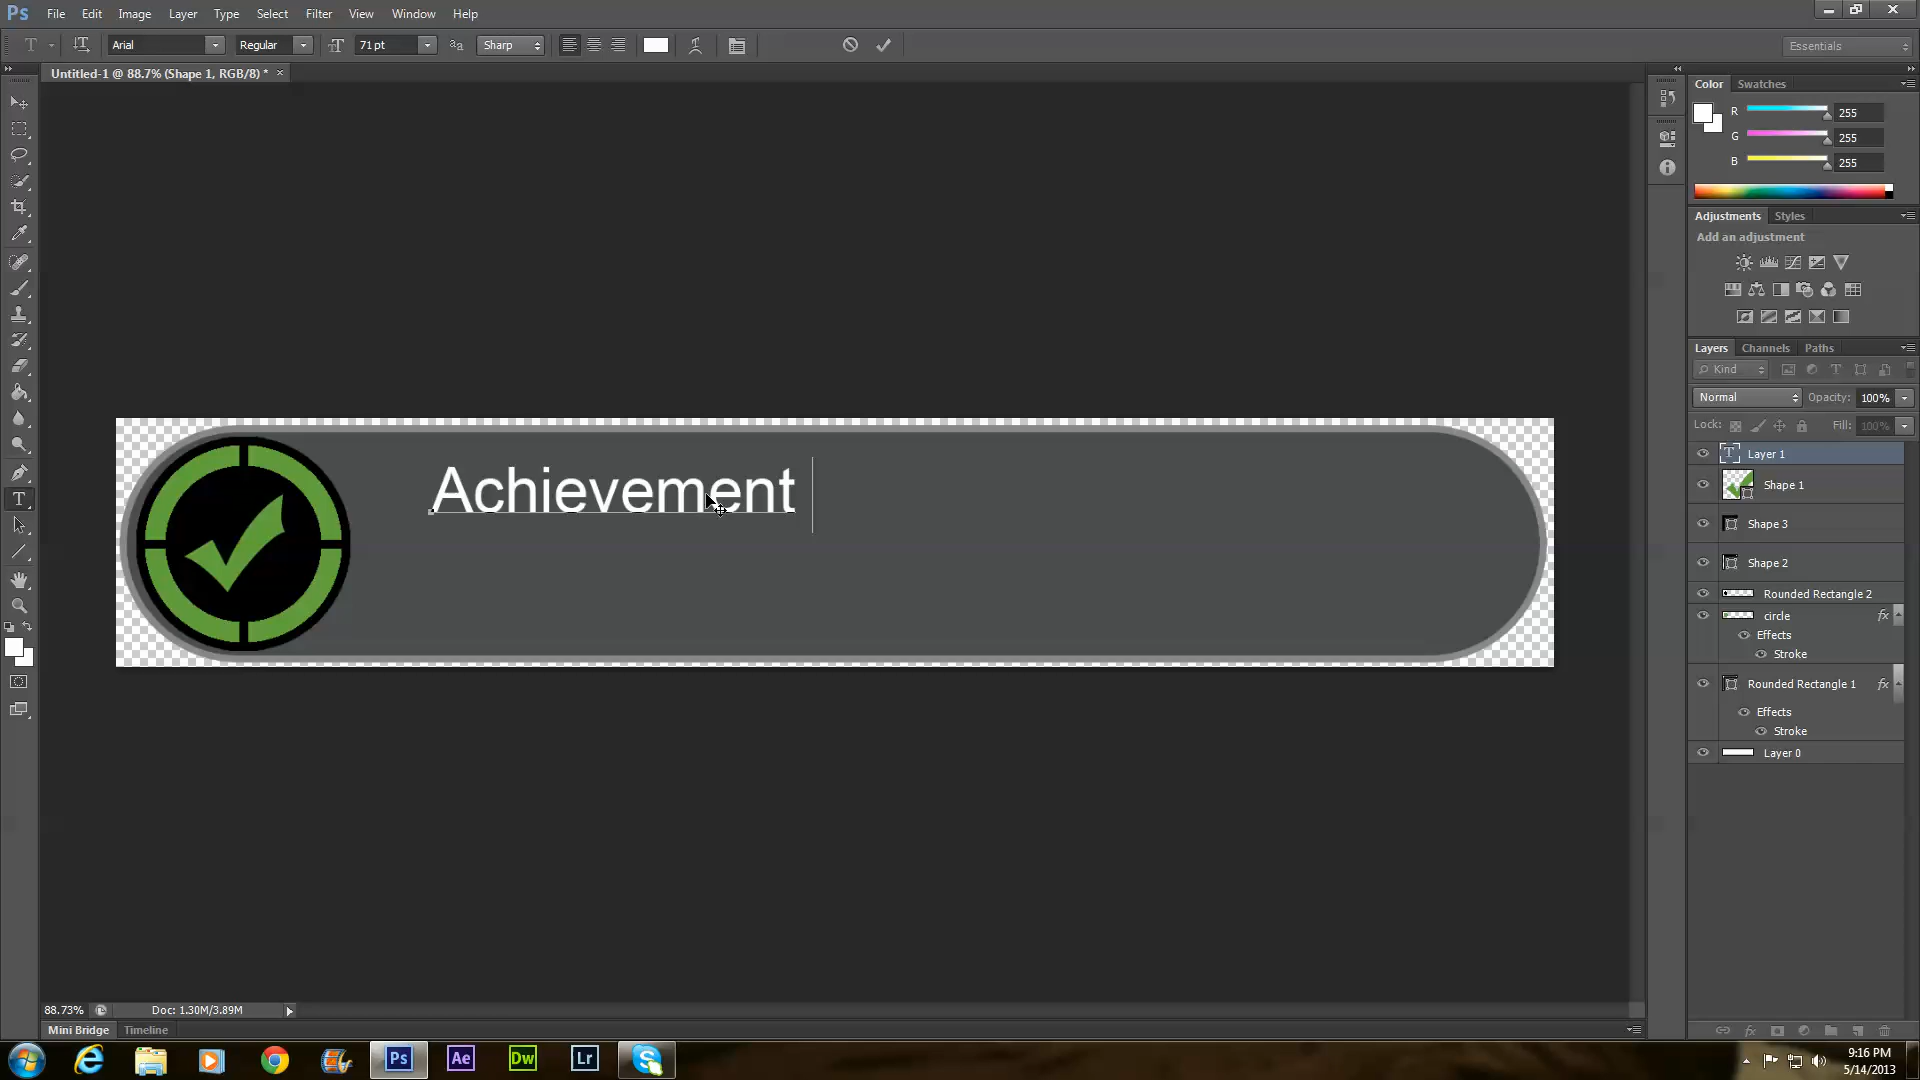 Ps File Edit Image Layer Type Select Filter View Window Help
T Arial Regular 71 pt aa Sharp Essentials
Untitled-1 @ 88.7% (Shape 1, RGB/8) * ×
Color Swatches
R 255
G 255
B 255
Adjustments Styles
Add an adjustment
Layers Channels Paths
Kind
Normal Opacity: 100%
Lock: Fill: 100%
Layer 1
Shape 1
Shape 3
Shape 2
Rounded Rectangle 2
circle fx
Effects
Stroke
Rounded Rectangle 1 fx
Effects
Stroke
Layer 0
Achievement
88.73% Doc: 1.30M/3.89M
Mini Bridge Timeline
Ps Ae Dw Lr
9:16 PM
5/14/2013